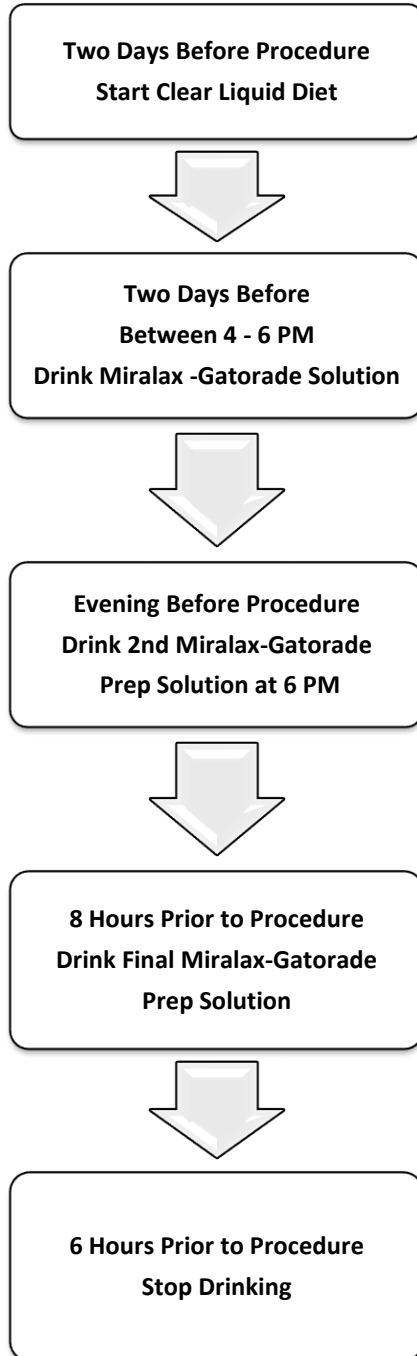 Two Days Before Procedure
Start Clear Liquid Diet
Two Days Before
Between 4 - 6 PM
Drink Miralax -Gatorade Solution
Evening Before Procedure
Drink 2nd Miralax-Gatorade
Prep Solution at 6 PM
8 Hours Prior to Procedure
Drink Final Miralax-Gatorade
Prep Solution
6 Hours Prior to Procedure
Stop Drinking